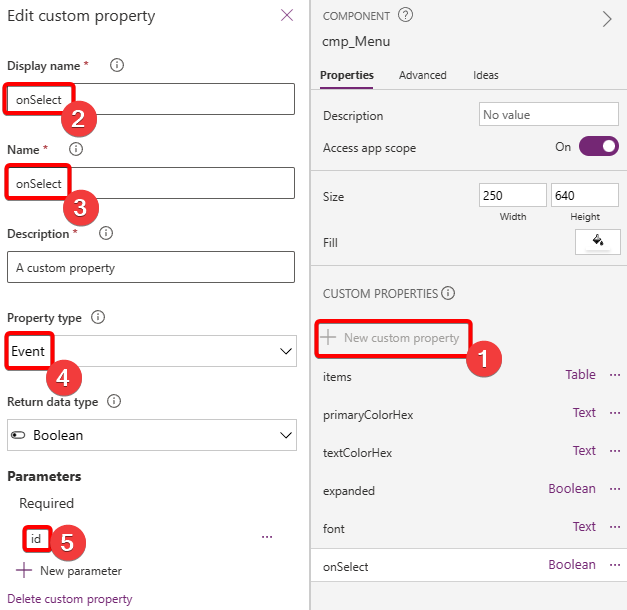 Edit custom property
Display name *
onSelect
2
Name *
onSelect
3
Description *
A custom property
Property type
Event
4
Return data type
Boolean
Parameters
Required
id
5
New parameter
Delete custom property
COMPONENT
cmp_Menu
Properties Advanced Ideas
Description No value
Access app scope On
Size 250 640
Width Height
Fill
CUSTOM PROPERTIES
New custom property
1
items Table
primaryColorHex Text
textColorHex Text
expanded Boolean
font Text
onSelect Boolean